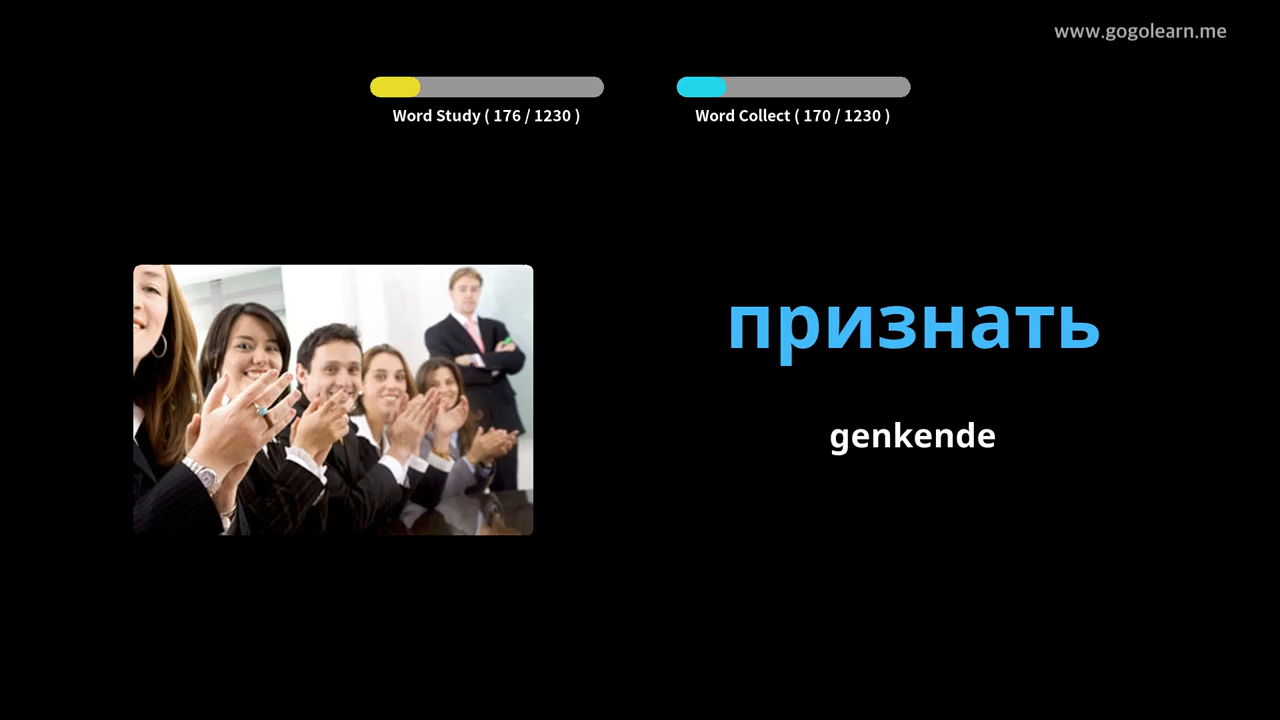 www.gogolearn.me
Word Study ( 176 / 1230 )
Word Collect ( 170 / 1230 )
признать
genkende